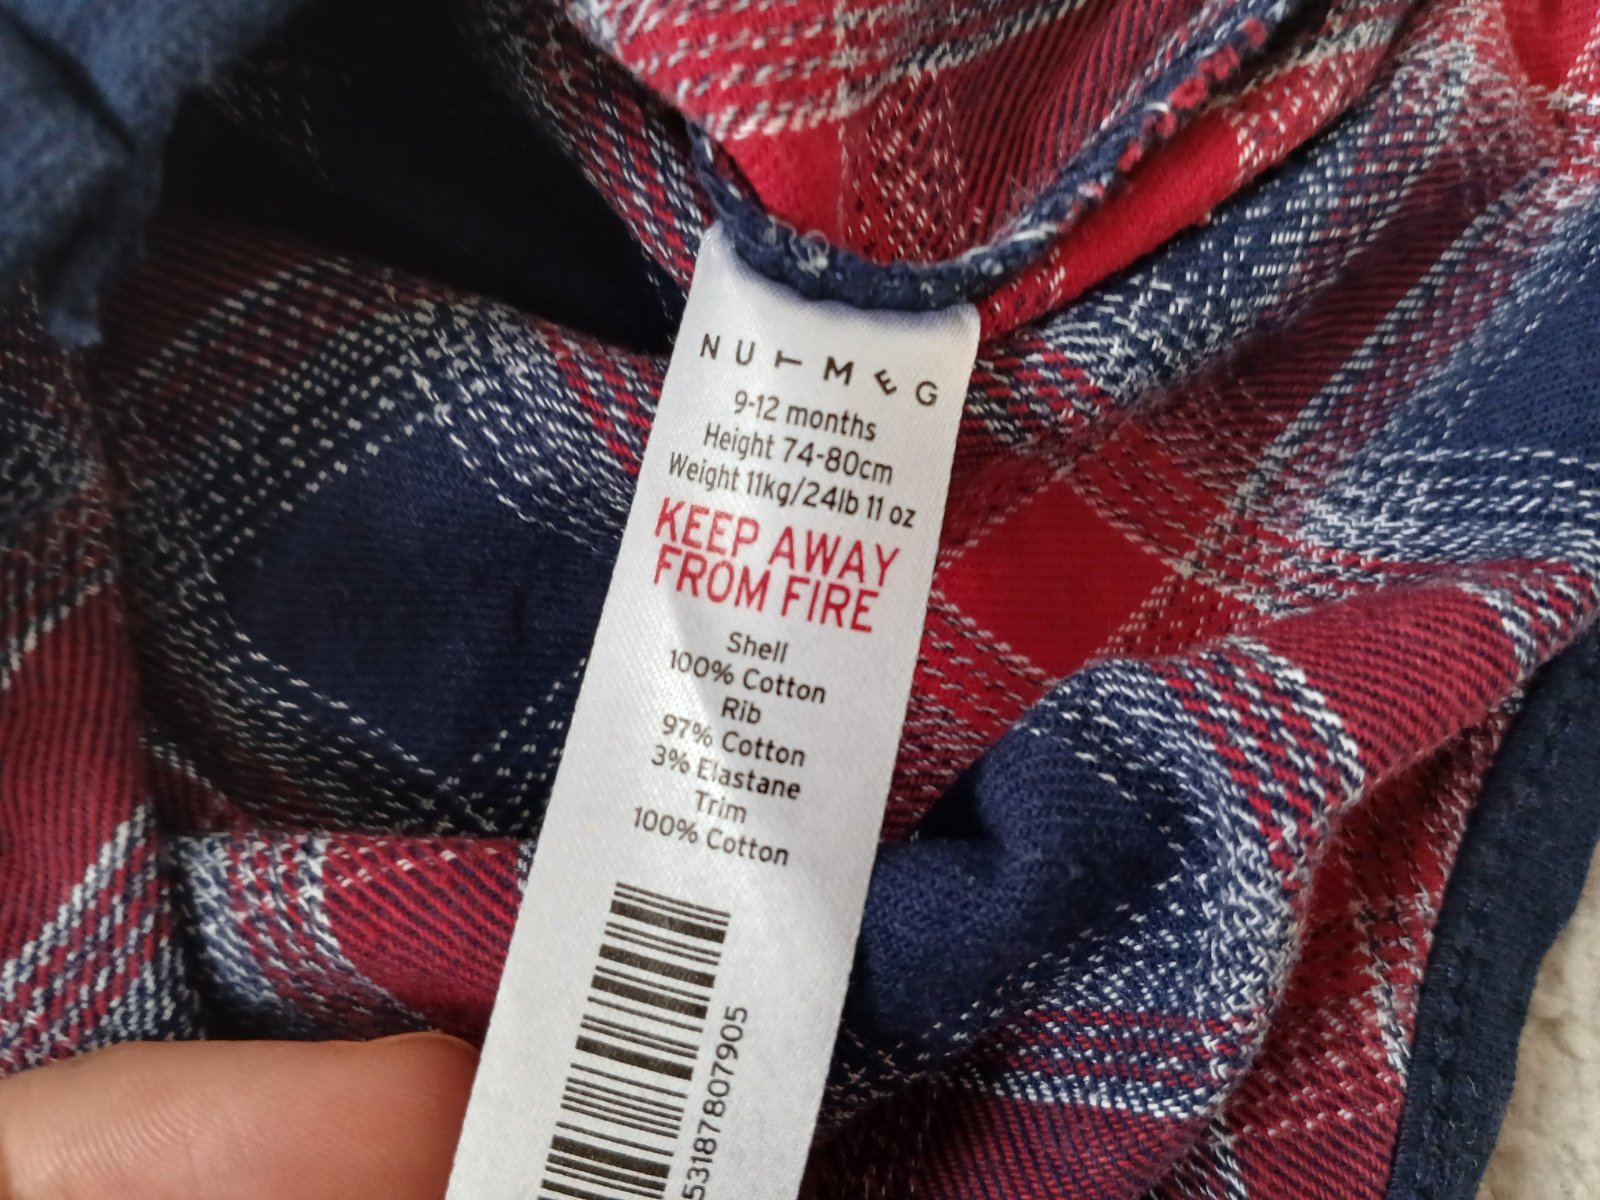 NUTMEG
9-12 months
Height 74-80cm
Weight 11kg/24lb 11 oz
KEEP AWAY
FROM FIRE
Shell
100% Cotton
Rib
97% Cotton
3% Elastane
Trim
100% Cotton
5318787807905